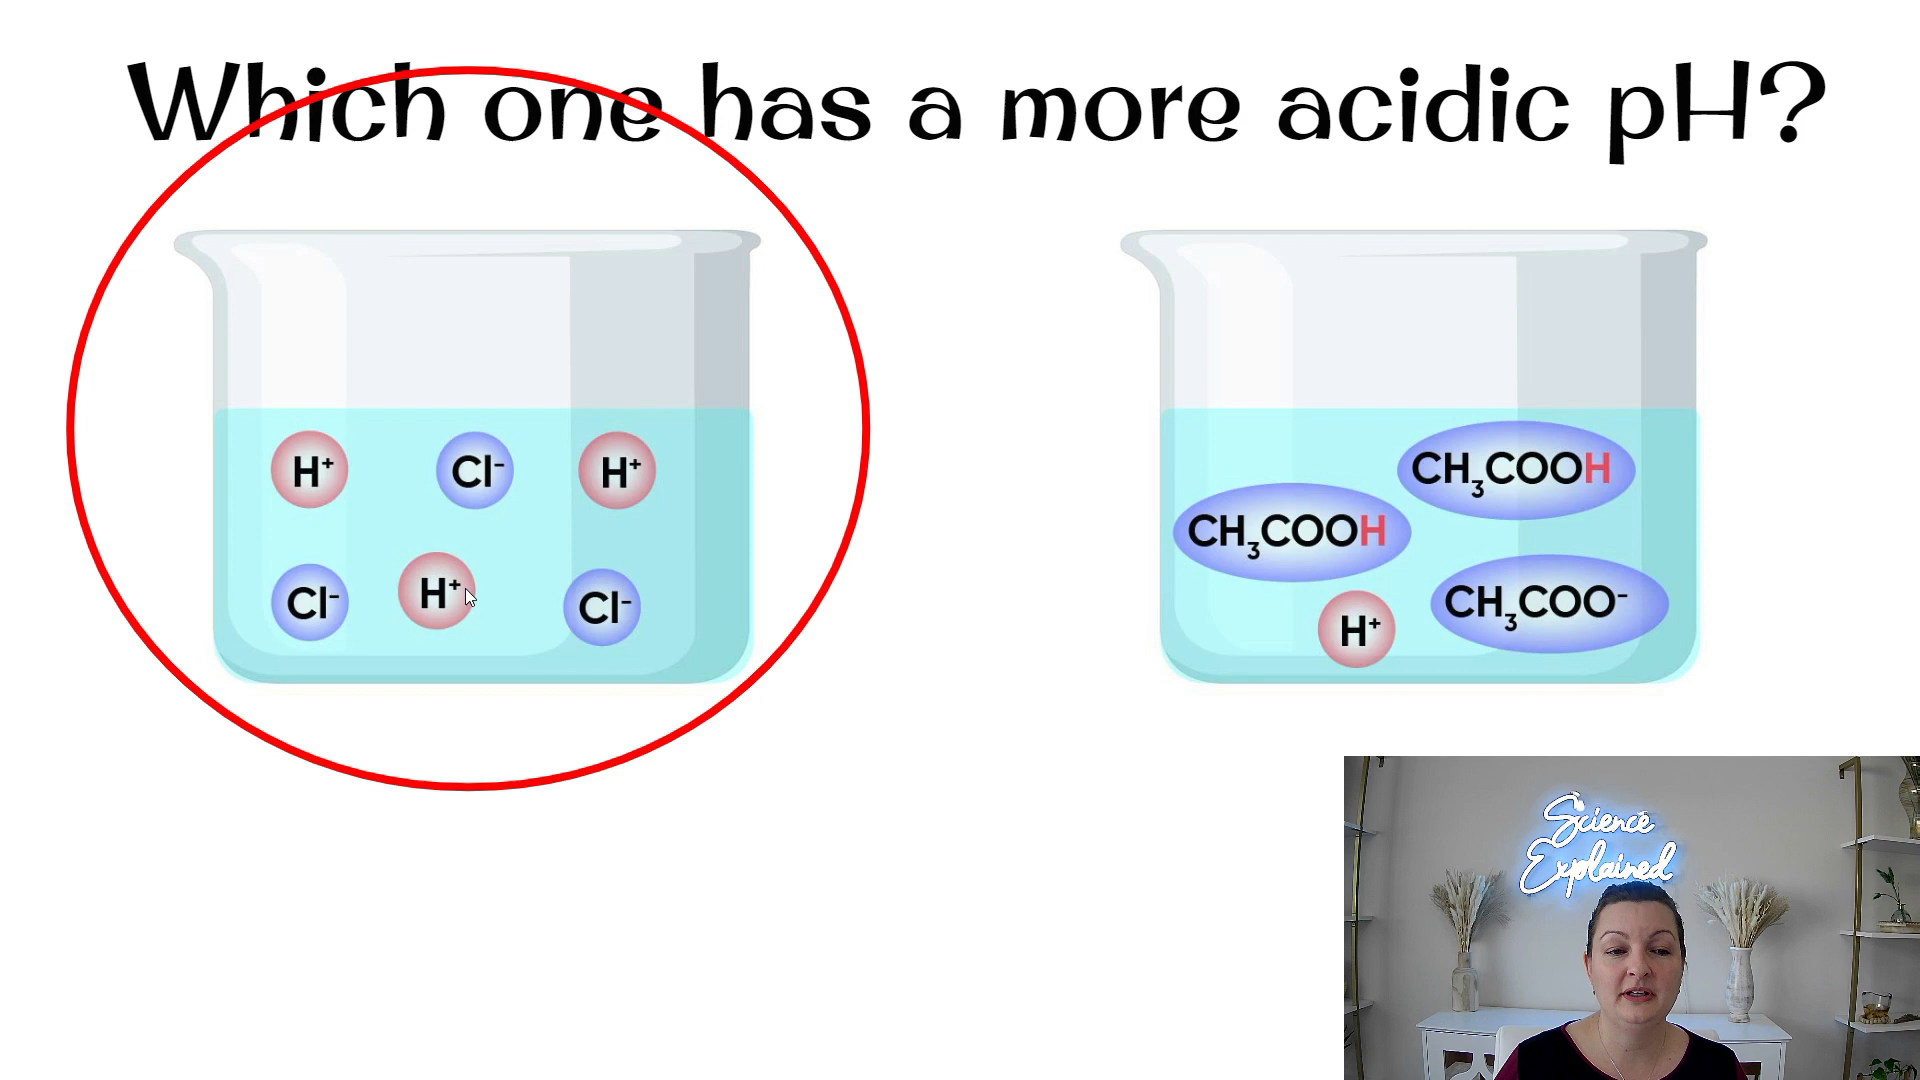 Which one has a more acidic pH?
H⁺ Cl⁻ H⁺
Cl⁻ H⁺ Cl⁻
CH₃COOH
CH₃COOH
CH₃COO⁻
H⁺
Science
Explained